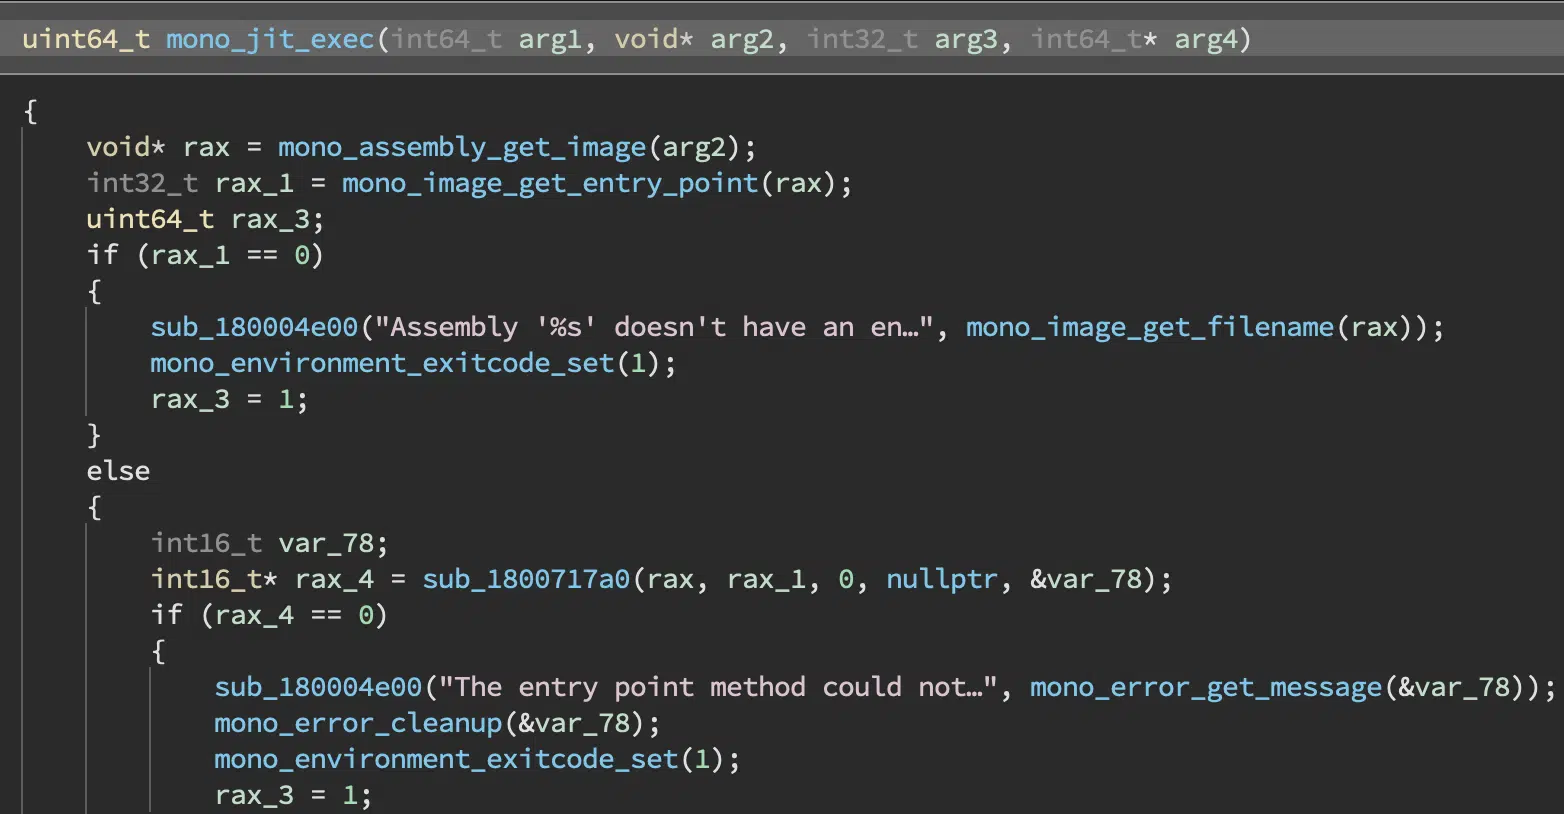 uint64_t mono_jit_exec(int64_t arg1, void* arg2, int32_t arg3, int64_t* arg4)
{
    void* rax = mono_assembly_get_image(arg2);
    int32_t rax_1 = mono_image_get_entry_point(rax);
    uint64_t rax_3;
    if (rax_1 == 0)
    {
        sub_180004e00("Assembly '%s' doesn't have an en…", mono_image_get_filename(rax));
        mono_environment_exitcode_set(1);
        rax_3 = 1;
    }
    else
    {
        int16_t var_78;
        int16_t* rax_4 = sub_1800717a0(rax, rax_1, 0, nullptr, &var_78);
        if (rax_4 == 0)
        {
            sub_180004e00("The entry point method could not…", mono_error_get_message(&var_78));
            mono_error_cleanup(&var_78);
            mono_environment_exitcode_set(1);
            rax_3 = 1;